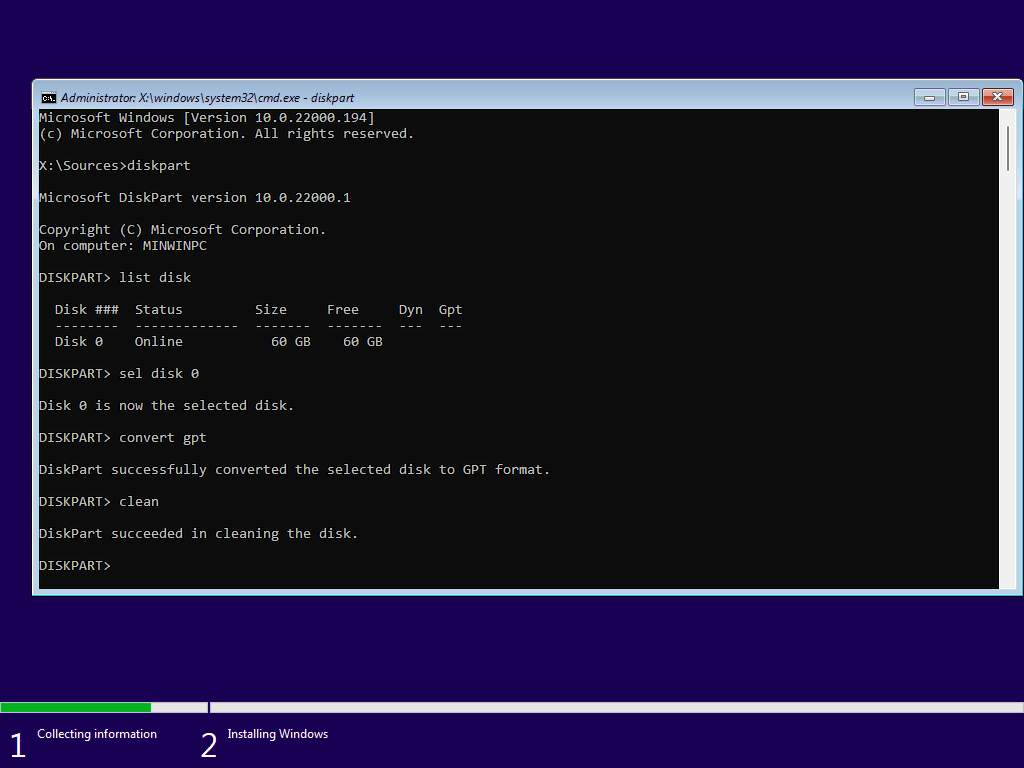 Administrator: X:\windows\system32\cmd.exe - diskpart
Microsoft Windows [Version 10.0.22000.194]
(c) Microsoft Corporation. All rights reserved.
X:\Sources>diskpart
Microsoft DiskPart version 10.0.22000.1
Copyright (C) Microsoft Corporation.
On computer: MINWINPC
DISKPART> list disk
  Disk ###  Status         Size     Free     Dyn  Gpt
  --------  -------------  -------  -------  ---  ---
  Disk 0    Online           60 GB    60 GB
DISKPART> sel disk 0
Disk 0 is now the selected disk.
DISKPART> convert gpt
DiskPart successfully converted the selected disk to GPT format.
DISKPART> clean
DiskPart succeeded in cleaning the disk.
DISKPART>
1 Collecting information
2 Installing Windows